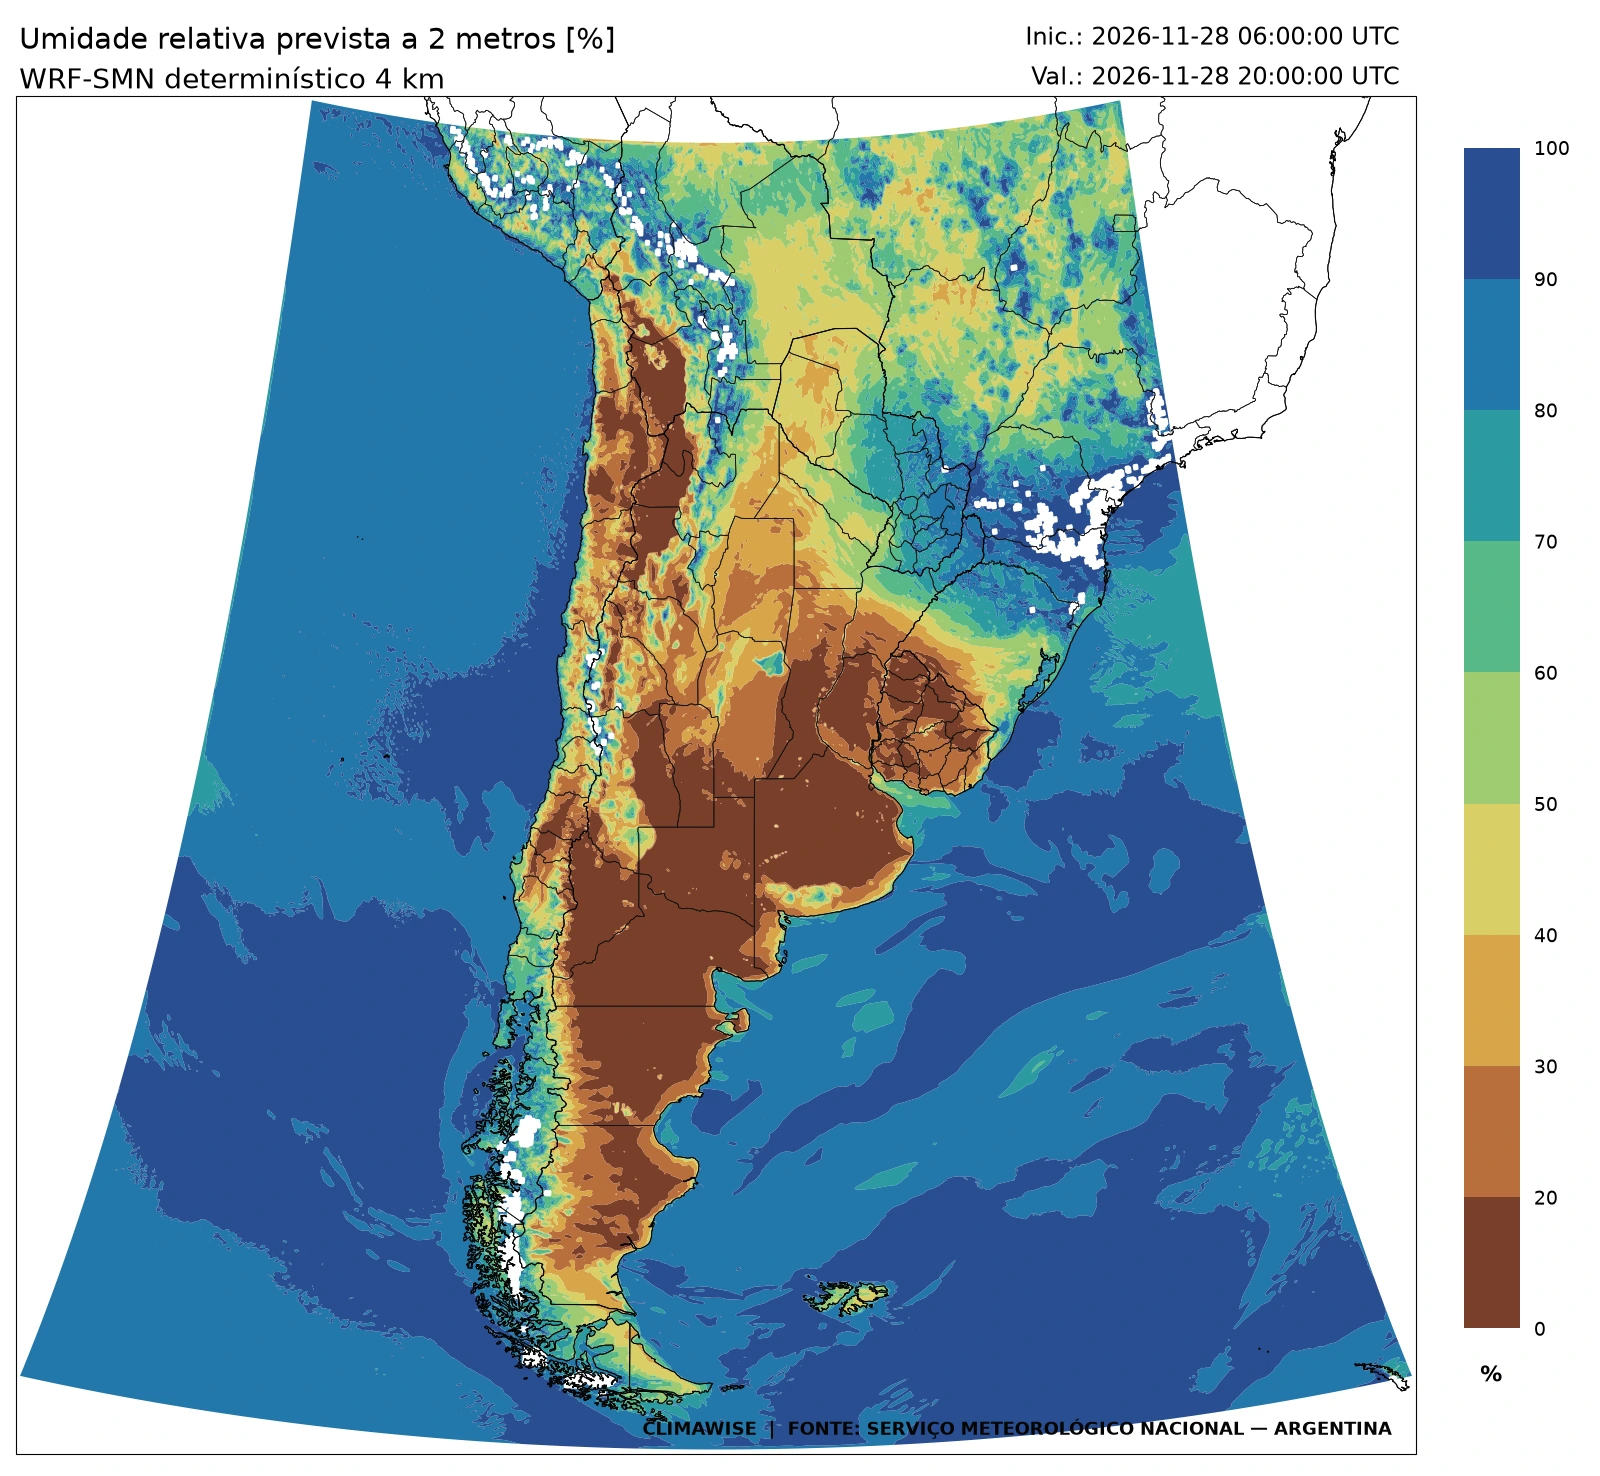 Umidade relativa prevista a 2 metros [%]
WRF-SMN determinístico 4 km
Inic.: 2026-11-28 06:00:00 UTC
Val.: 2026-11-28 20:00:00 UTC
100
90
80
70
60
50
40
30
20
0
%
CLIMAWISE | FONTE: SERVIÇO METEOROLÓGICO NACIONAL — ARGENTINA